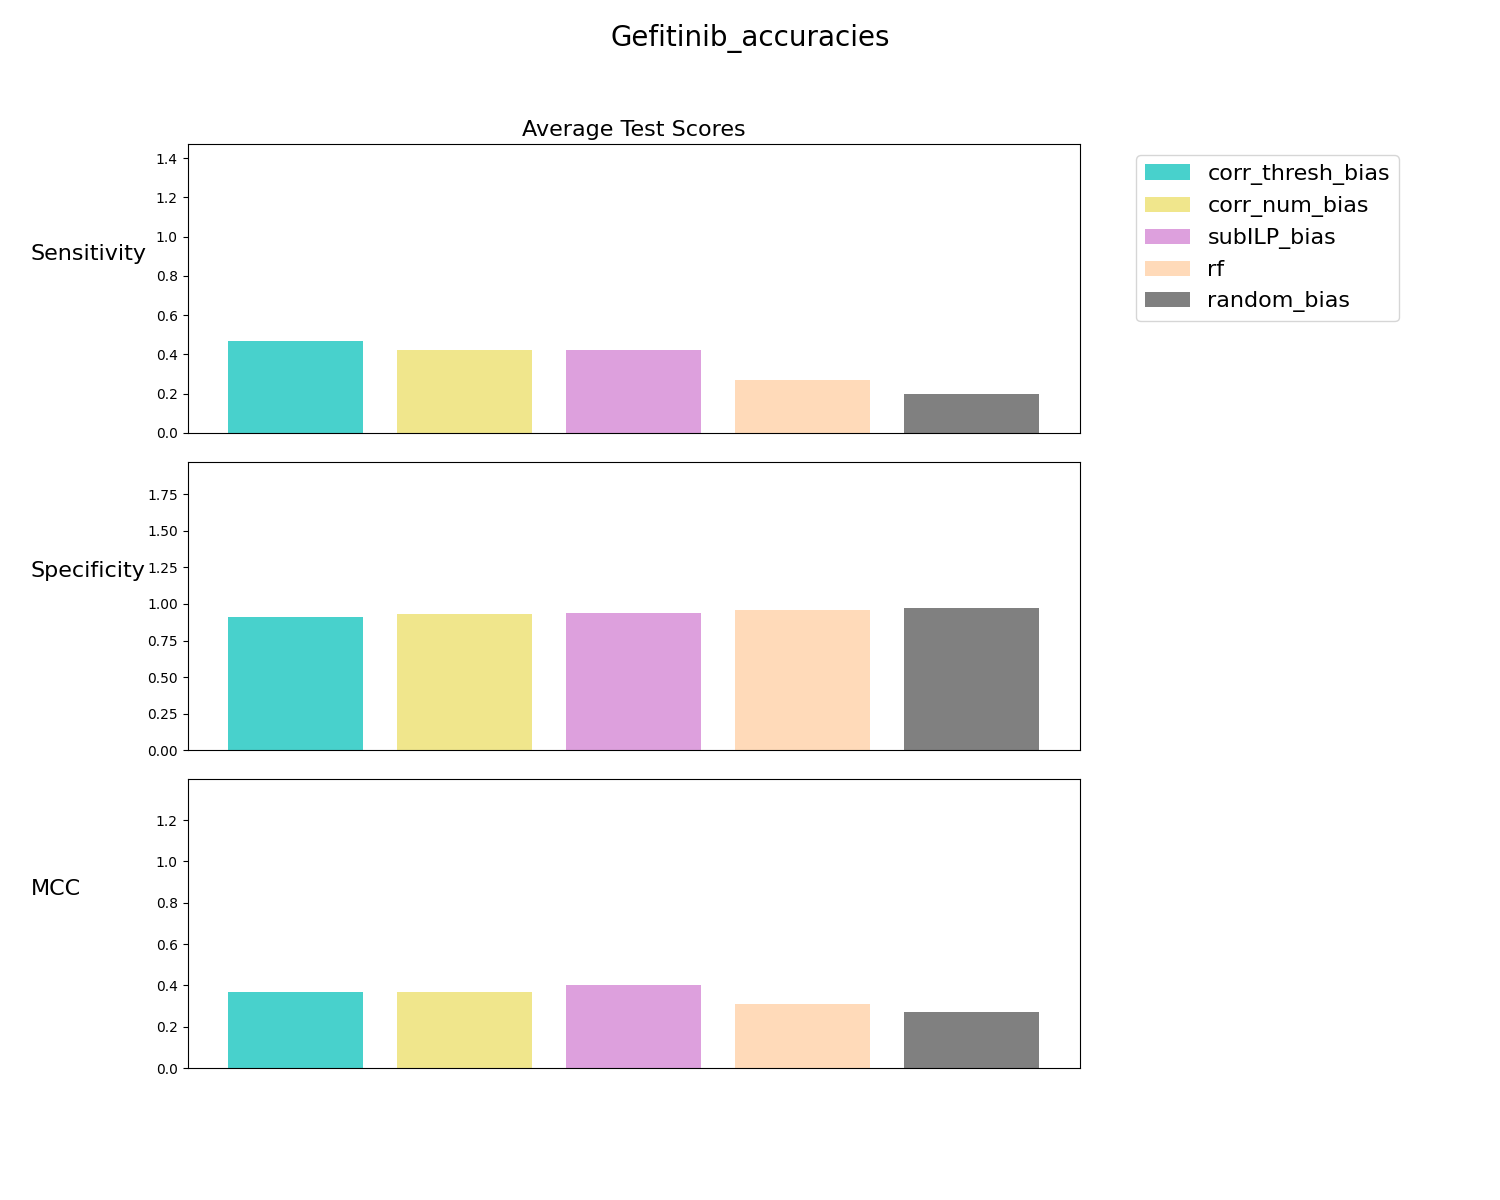 Gefitinib_accuracies
Average Test Scores
Sensitivity
1.4
1.2
1.0
0.8
0.6
0.4
0.2
0.0
corr_thresh_bias
corr_num_bias
subILP_bias
rf
random_bias
Specificity
1.75
1.50
1.25
1.00
0.75
0.50
0.25
0.00
MCC
1.2
1.0
0.8
0.6
0.4
0.2
0.0